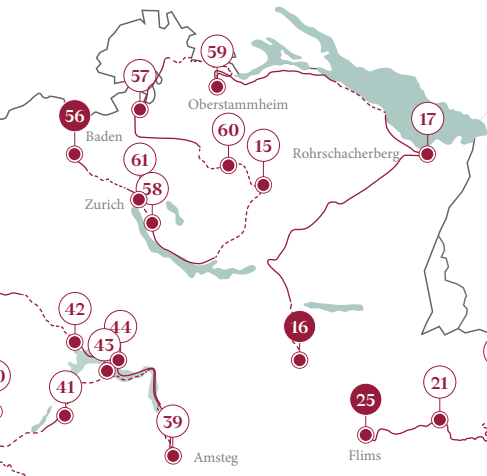 59
57
Oberstammheim
56
17
Baden
60
15
Rohrschacherberg
61
58
Zurich
42
44
16
43
41
21
25
39
Amsteg
Flims